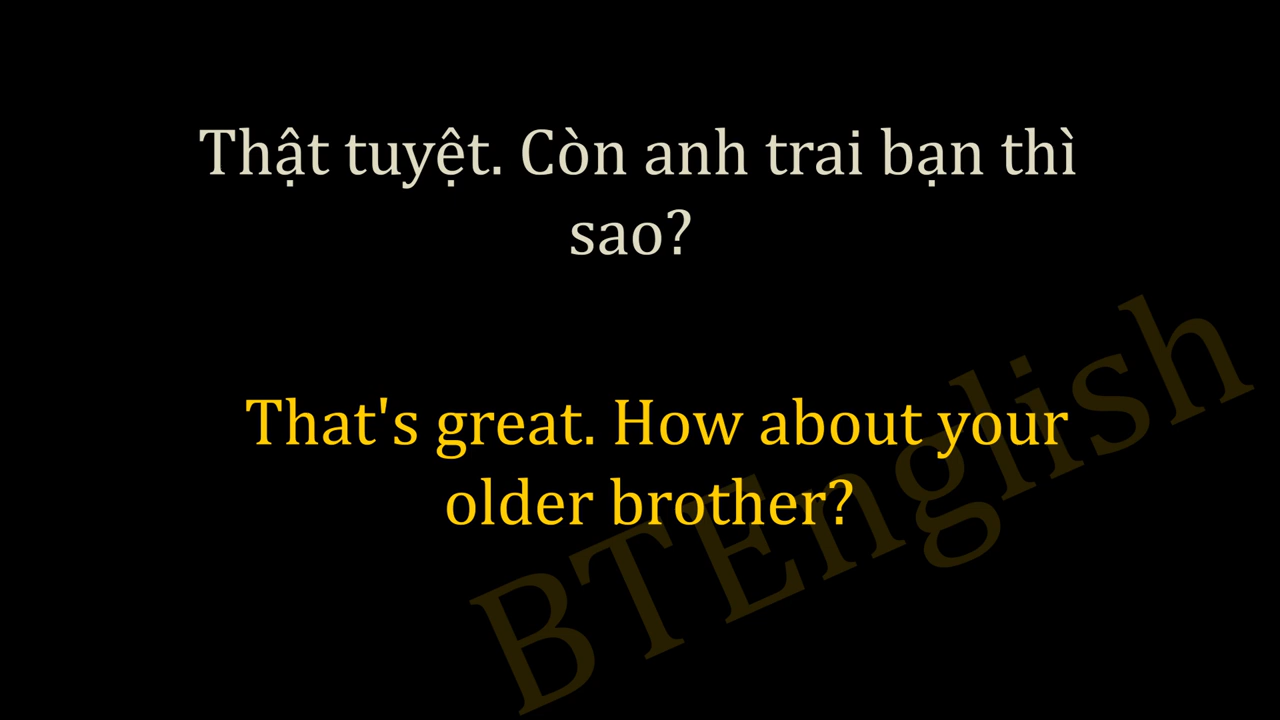 Thật tuyệt. Còn anh trai bạn thì
sao?
That's great. How about your
older brother?
BTEnglish